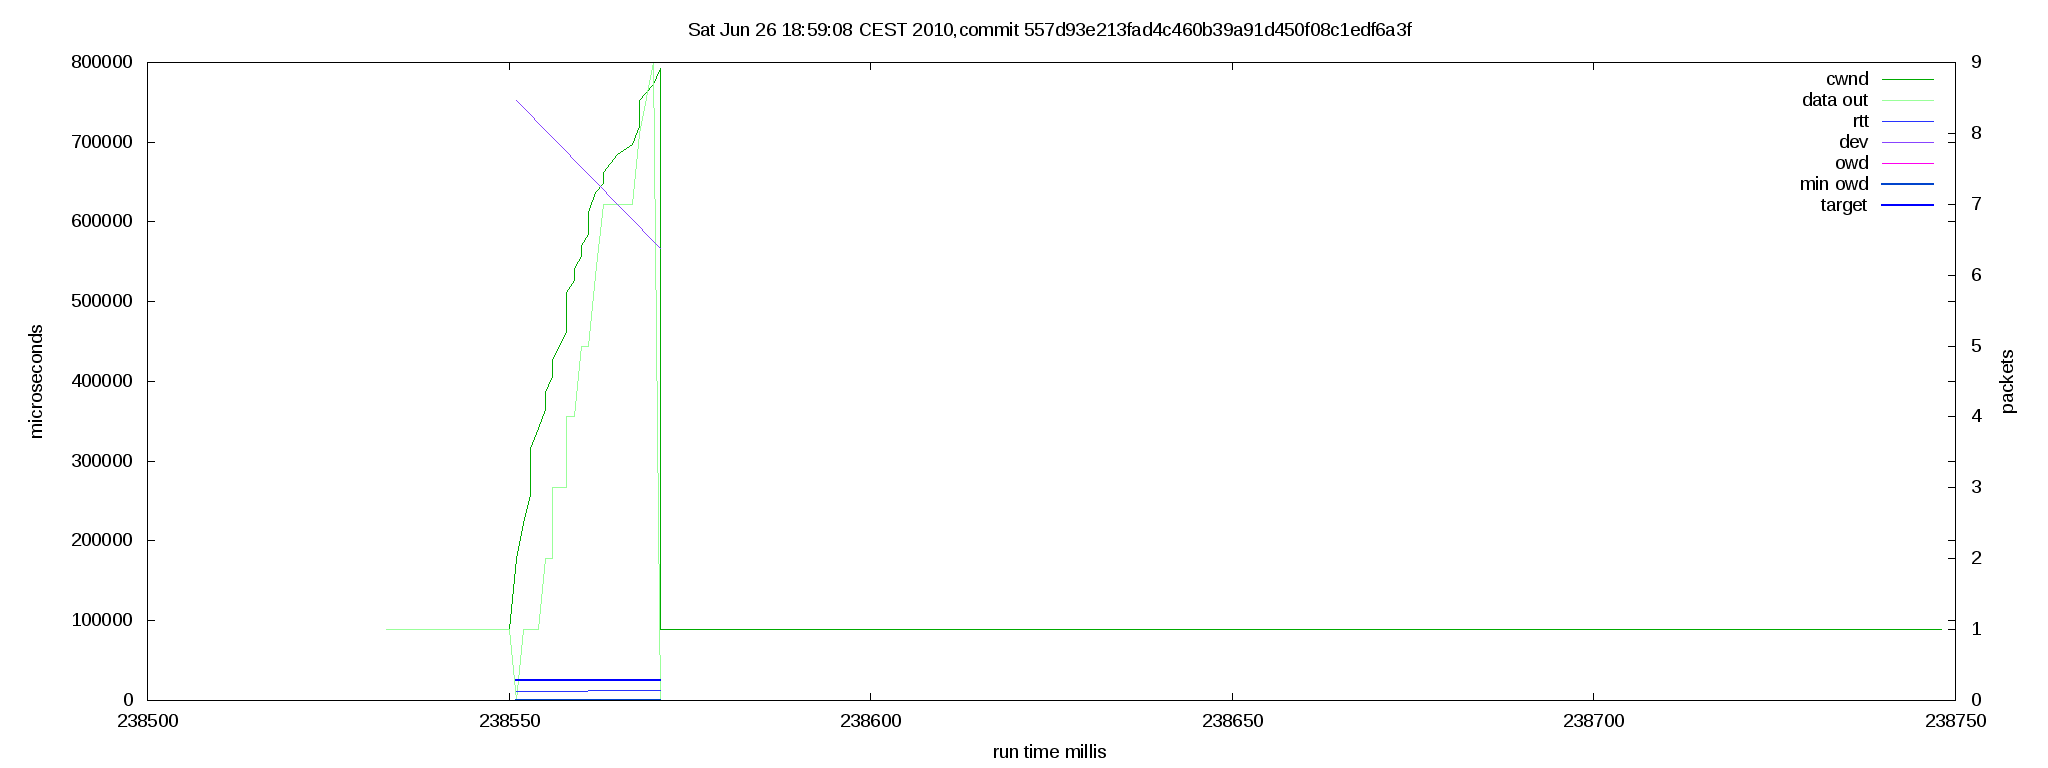 Sat Jun 26 18:59:08 CEST 2010, commit 557d93e213fad4c460b39a91d450f08c1edf6a3f
800000
700000
600000
500000
400000
300000
200000
100000
0
microseconds
cwnd
data out
rtt
dev
owd
min owd
target
9
8
7
6
5
4
3
2
1
0
packets
238500 238550 238600 238650 238700 238750
run time millis